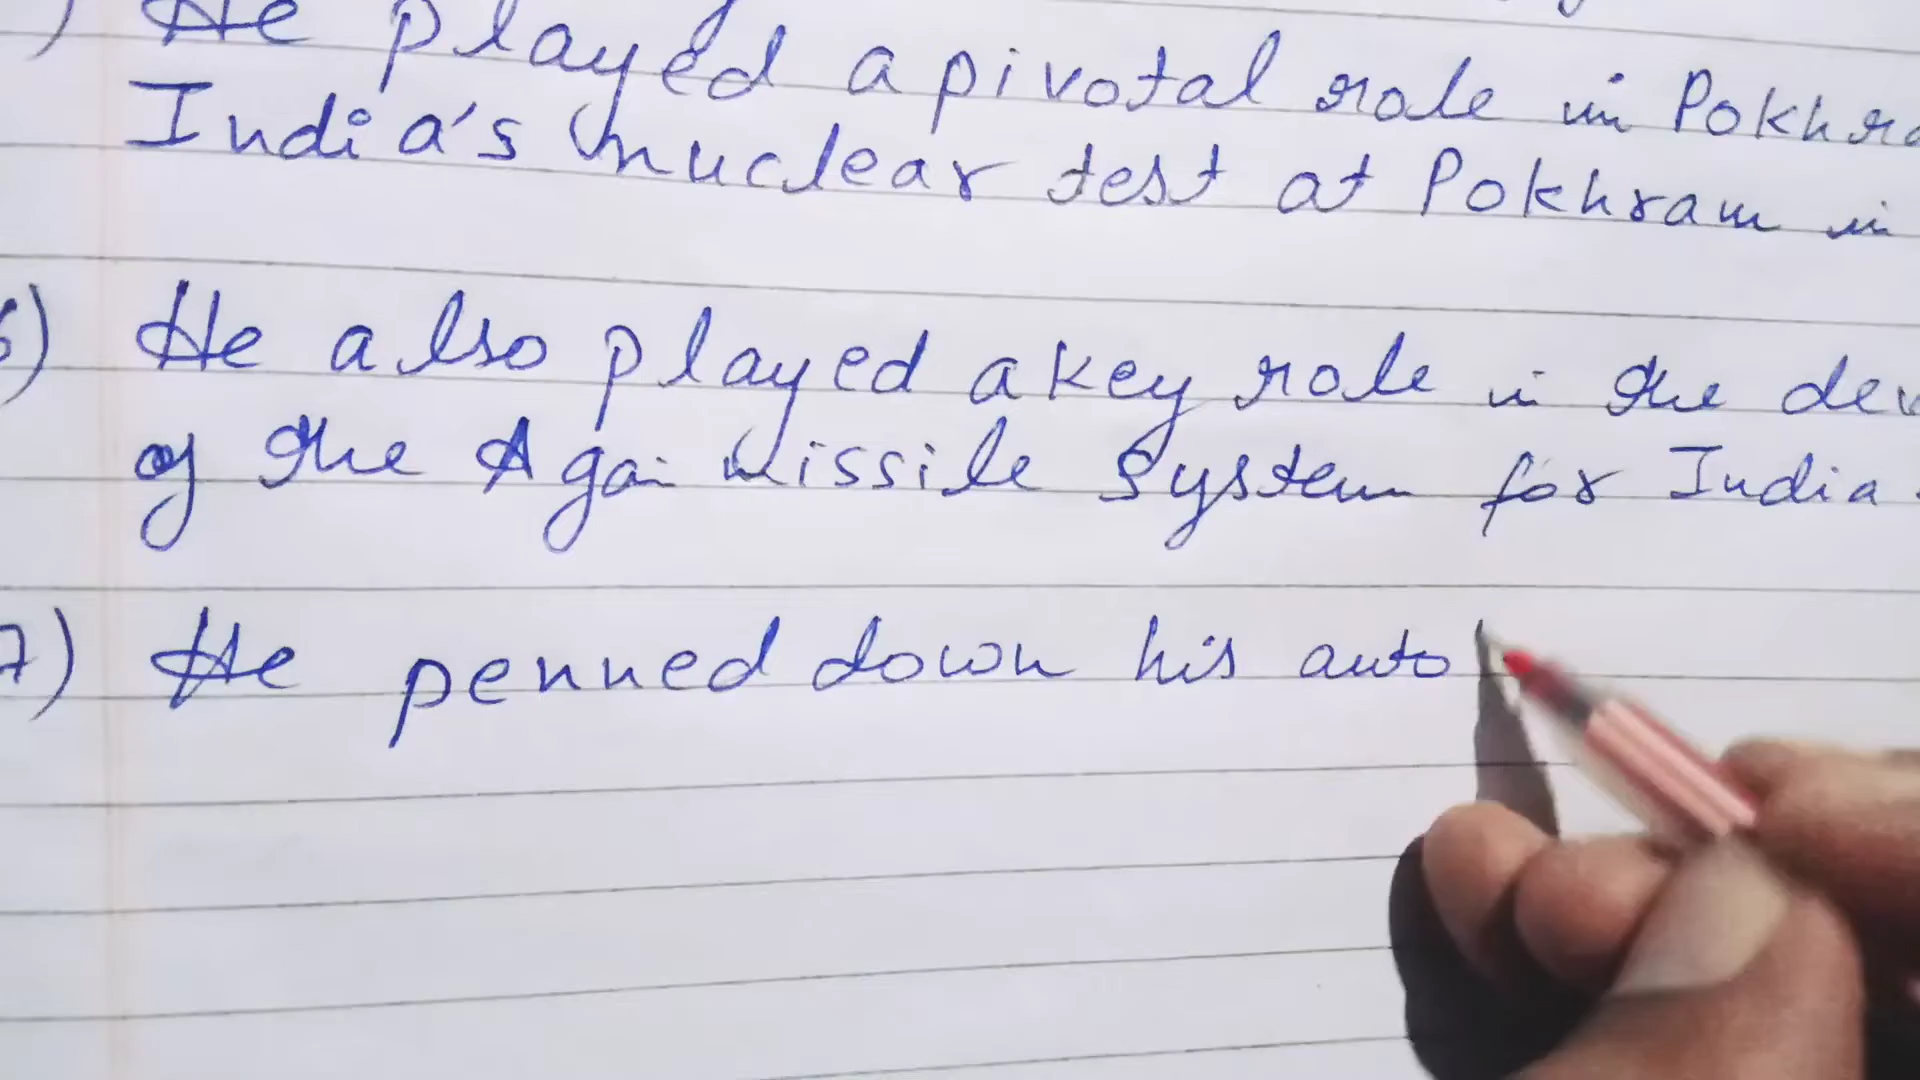 ) He played a pivotal role in Pokhra
India's nuclear test at Pokhram in
6) He also played a key role in the dev
of the Agai missile system for India
7) He penned down his auto